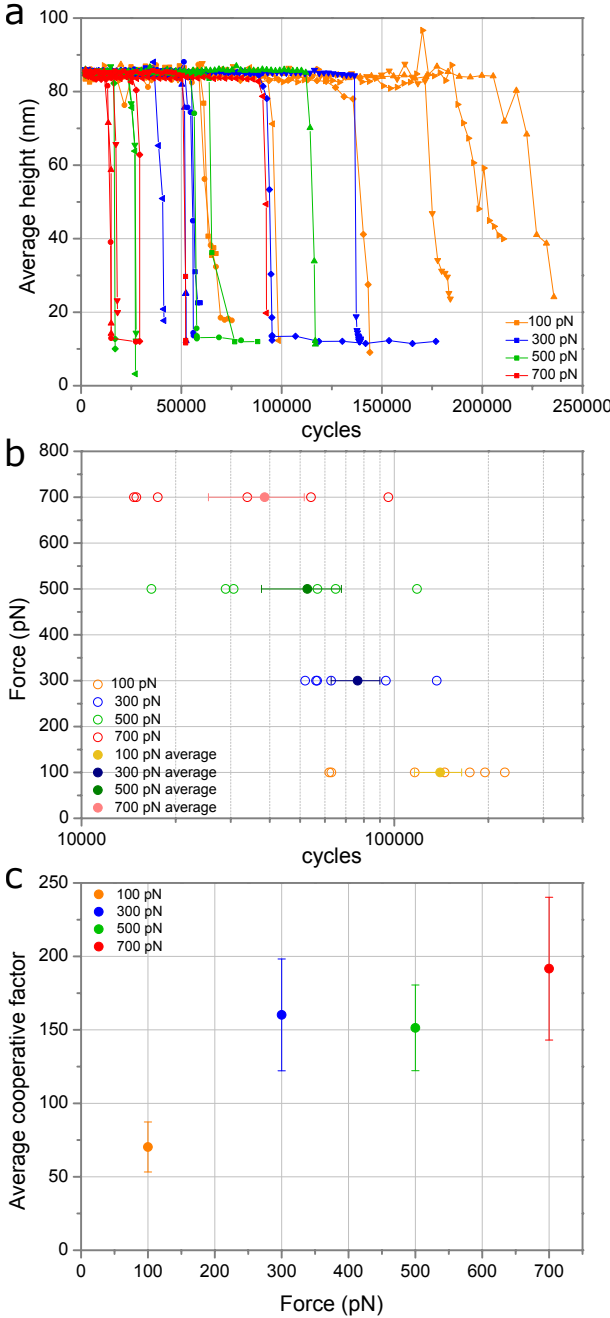 a
100
80
60
40
20
0
Average height (nm)
100 pN
300 pN
500 pN
700 pN
0
50000
100000
150000
200000
250000
cycles
b
800
700
600
500
400
300
200
100
0
Force (pN)
100 pN
300 pN
500 pN
700 pN
100 pN average
300 pN average
500 pN average
700 pN average
10000
100000
cycles
c
250
200
150
100
50
0
Average cooperative factor
100 pN
300 pN
500 pN
700 pN
0
100
200
300
400
500
600
700
Force (pN)